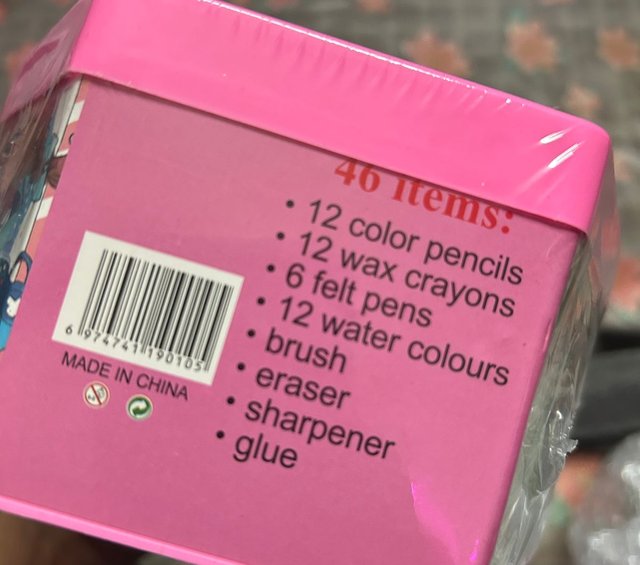 46 items:
• 12 color pencils
• 12 wax crayons
• 6 felt pens
• 12 water colours
• brush
• eraser
• sharpener
• glue
6 974741 190105
MADE IN CHINA